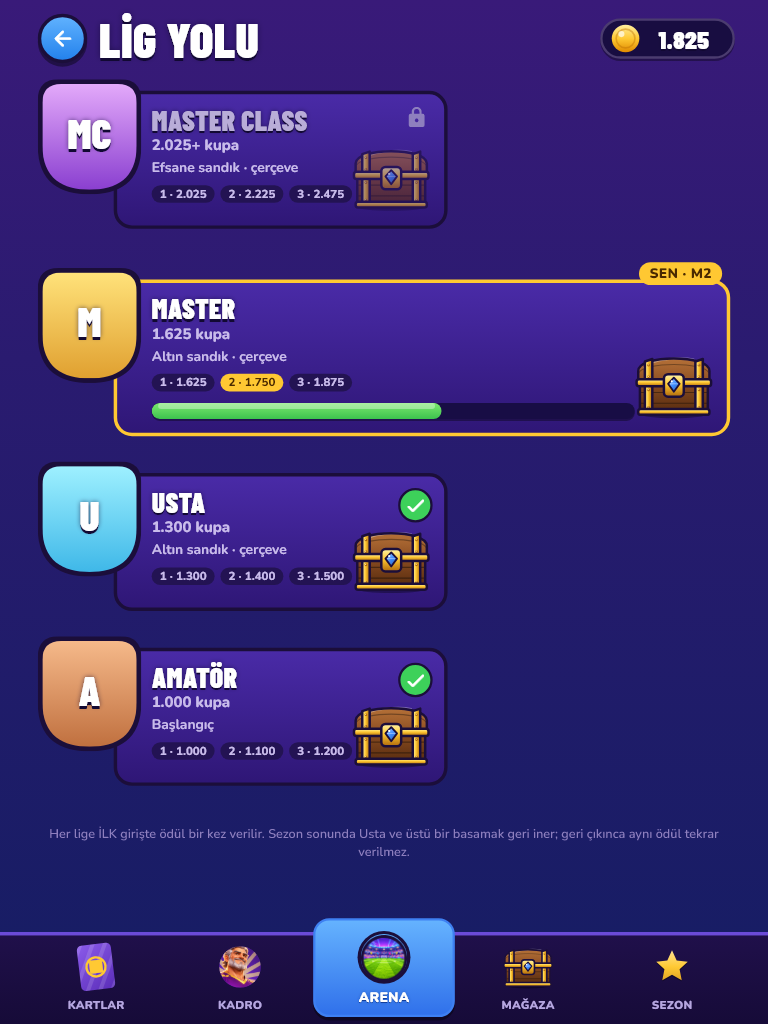 LİG YOLU
1.825
MC
MASTER CLASS
2.025+ kupa
Efsane sandık · çerçeve
1 · 2.025 2 · 2.225 3 · 2.475
SEN · M2
M
MASTER
1.625 kupa
Altın sandık · çerçeve
1 · 1.625 2 · 1.750 3 · 1.875
U
USTA
1.300 kupa
Altın sandık · çerçeve
1 · 1.300 2 · 1.400 3 · 1.500
A
AMATÖR
1.000 kupa
Başlangıç
1 · 1.000 2 · 1.100 3 · 1.200
Her lige İLK girişte ödül bir kez verilir. Sezon sonunda Usta ve üstü bir basamak geri iner; geri çıkınca aynı ödül tekrar
verilmez.
KARTLAR
KADRO
ARENA
MAĞAZA
SEZON